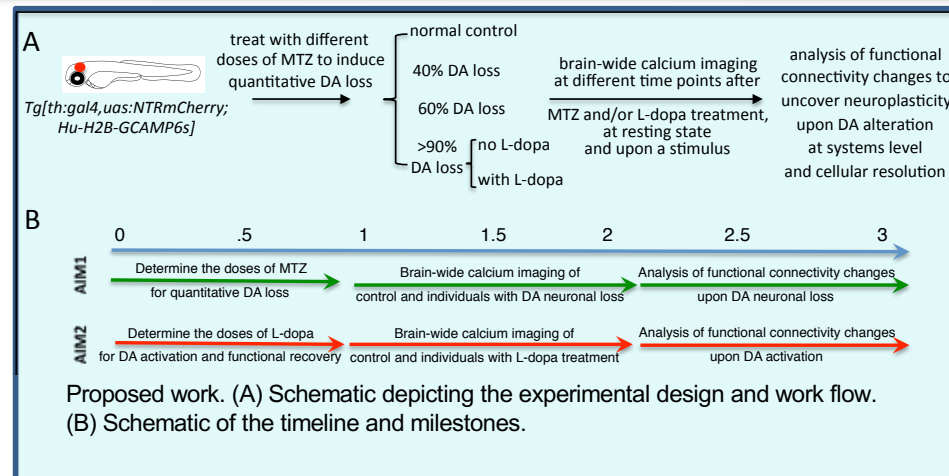 A
treat with different
doses of MTZ to induce
quantitative DA loss
Tg[th:gal4,uas:NTRmCherry;
Hu-H2B-GCAMP6s]
normal control
40% DA loss
60% DA loss
>90%
DA loss
no L-dopa
with L-dopa
brain-wide calcium imaging
at different time points after
MTZ and/or L-dopa treatment,
at resting state
and upon a stimulus
analysis of functional
connectivity changes to
uncover neuroplasticity
upon DA alteration
at systems level
and cellular resolution
B
0 .5 1 1.5 2 2.5 3
AIM1
Determine the doses of MTZ
for quantitative DA loss
Brain-wide calcium imaging of
control and individuals with DA neuronal loss
Analysis of functional connectivity changes
upon DA neuronal loss
AIM2
Determine the doses of L-dopa
for DA activation and functional recovery
Brain-wide calcium imaging of
control and individuals with L-dopa treatment
Analysis of functional connectivity changes
upon DA activation
Proposed work. (A) Schematic depicting the experimental design and work flow.
(B) Schematic of the timeline and milestones.